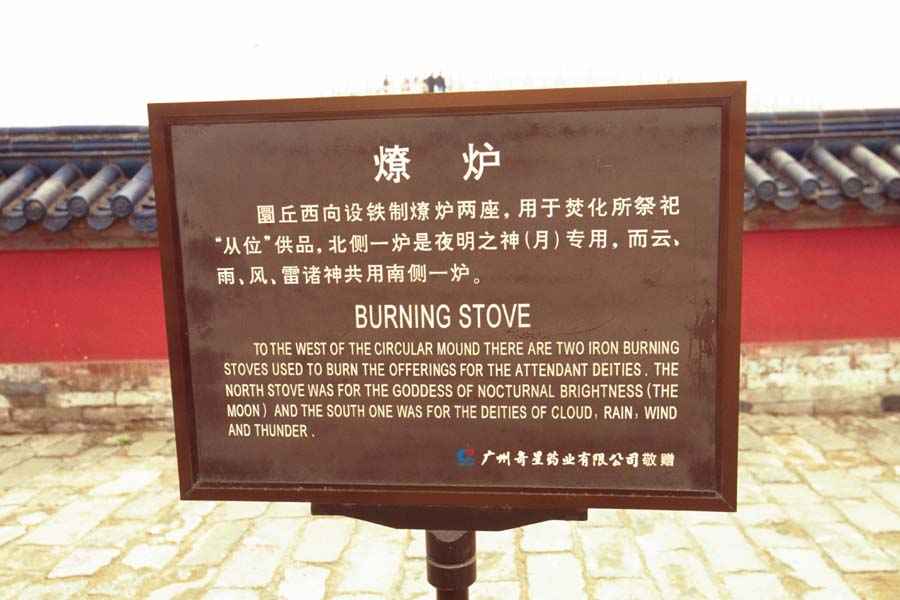 燎 炉
圜丘西向设铁制燎炉两座，用于焚化所祭祀
“从位”供品，北侧一炉是夜明之神(月)专用，而云、
雨、风、雷诸神共用南侧一炉。
BURNING STOVE
TO THE WEST OF THE CIRCULAR MOUND THERE ARE TWO IRON BURNING
STOVES USED TO BURN THE OFFERINGS FOR THE ATTENDANT DEITIES. THE
NORTH STOVE WAS FOR THE GODDESS OF NOCTURNAL BRIGHTNESS (THE
MOON) AND THE SOUTH ONE WAS FOR THE DEITIES OF CLOUD, RAIN, WIND
AND THUNDER.
广州奇星药业有限公司敬赠